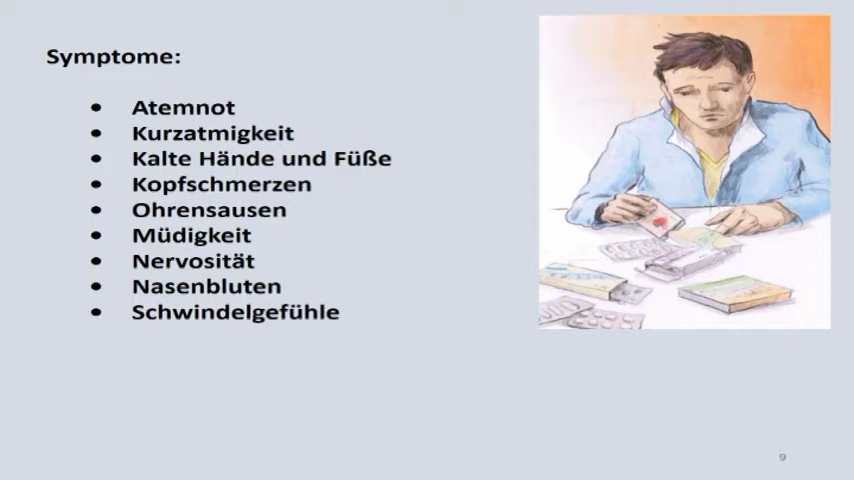 Symptome:
• Atemnot
• Kurzatmigkeit
• Kalte Hände und Füße
• Kopfschmerzen
• Ohrensausen
• Müdigkeit
• Nervosität
• Nasenbluten
• Schwindelgefühle
9